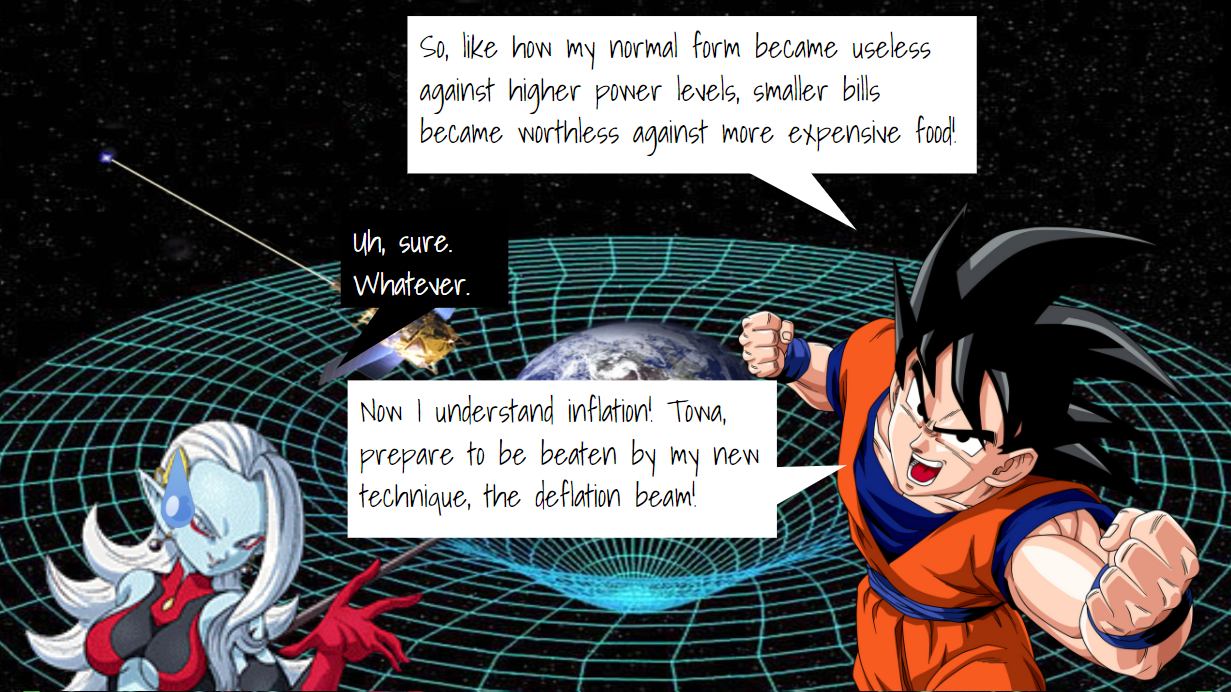 So, like how my normal form became useless
against higher power levels, smaller bills
became worthless against more expensive food!
Uh, sure.
Whatever.
Now I understand inflation! Towa,
prepare to be beaten by my new
technique, the deflation beam!